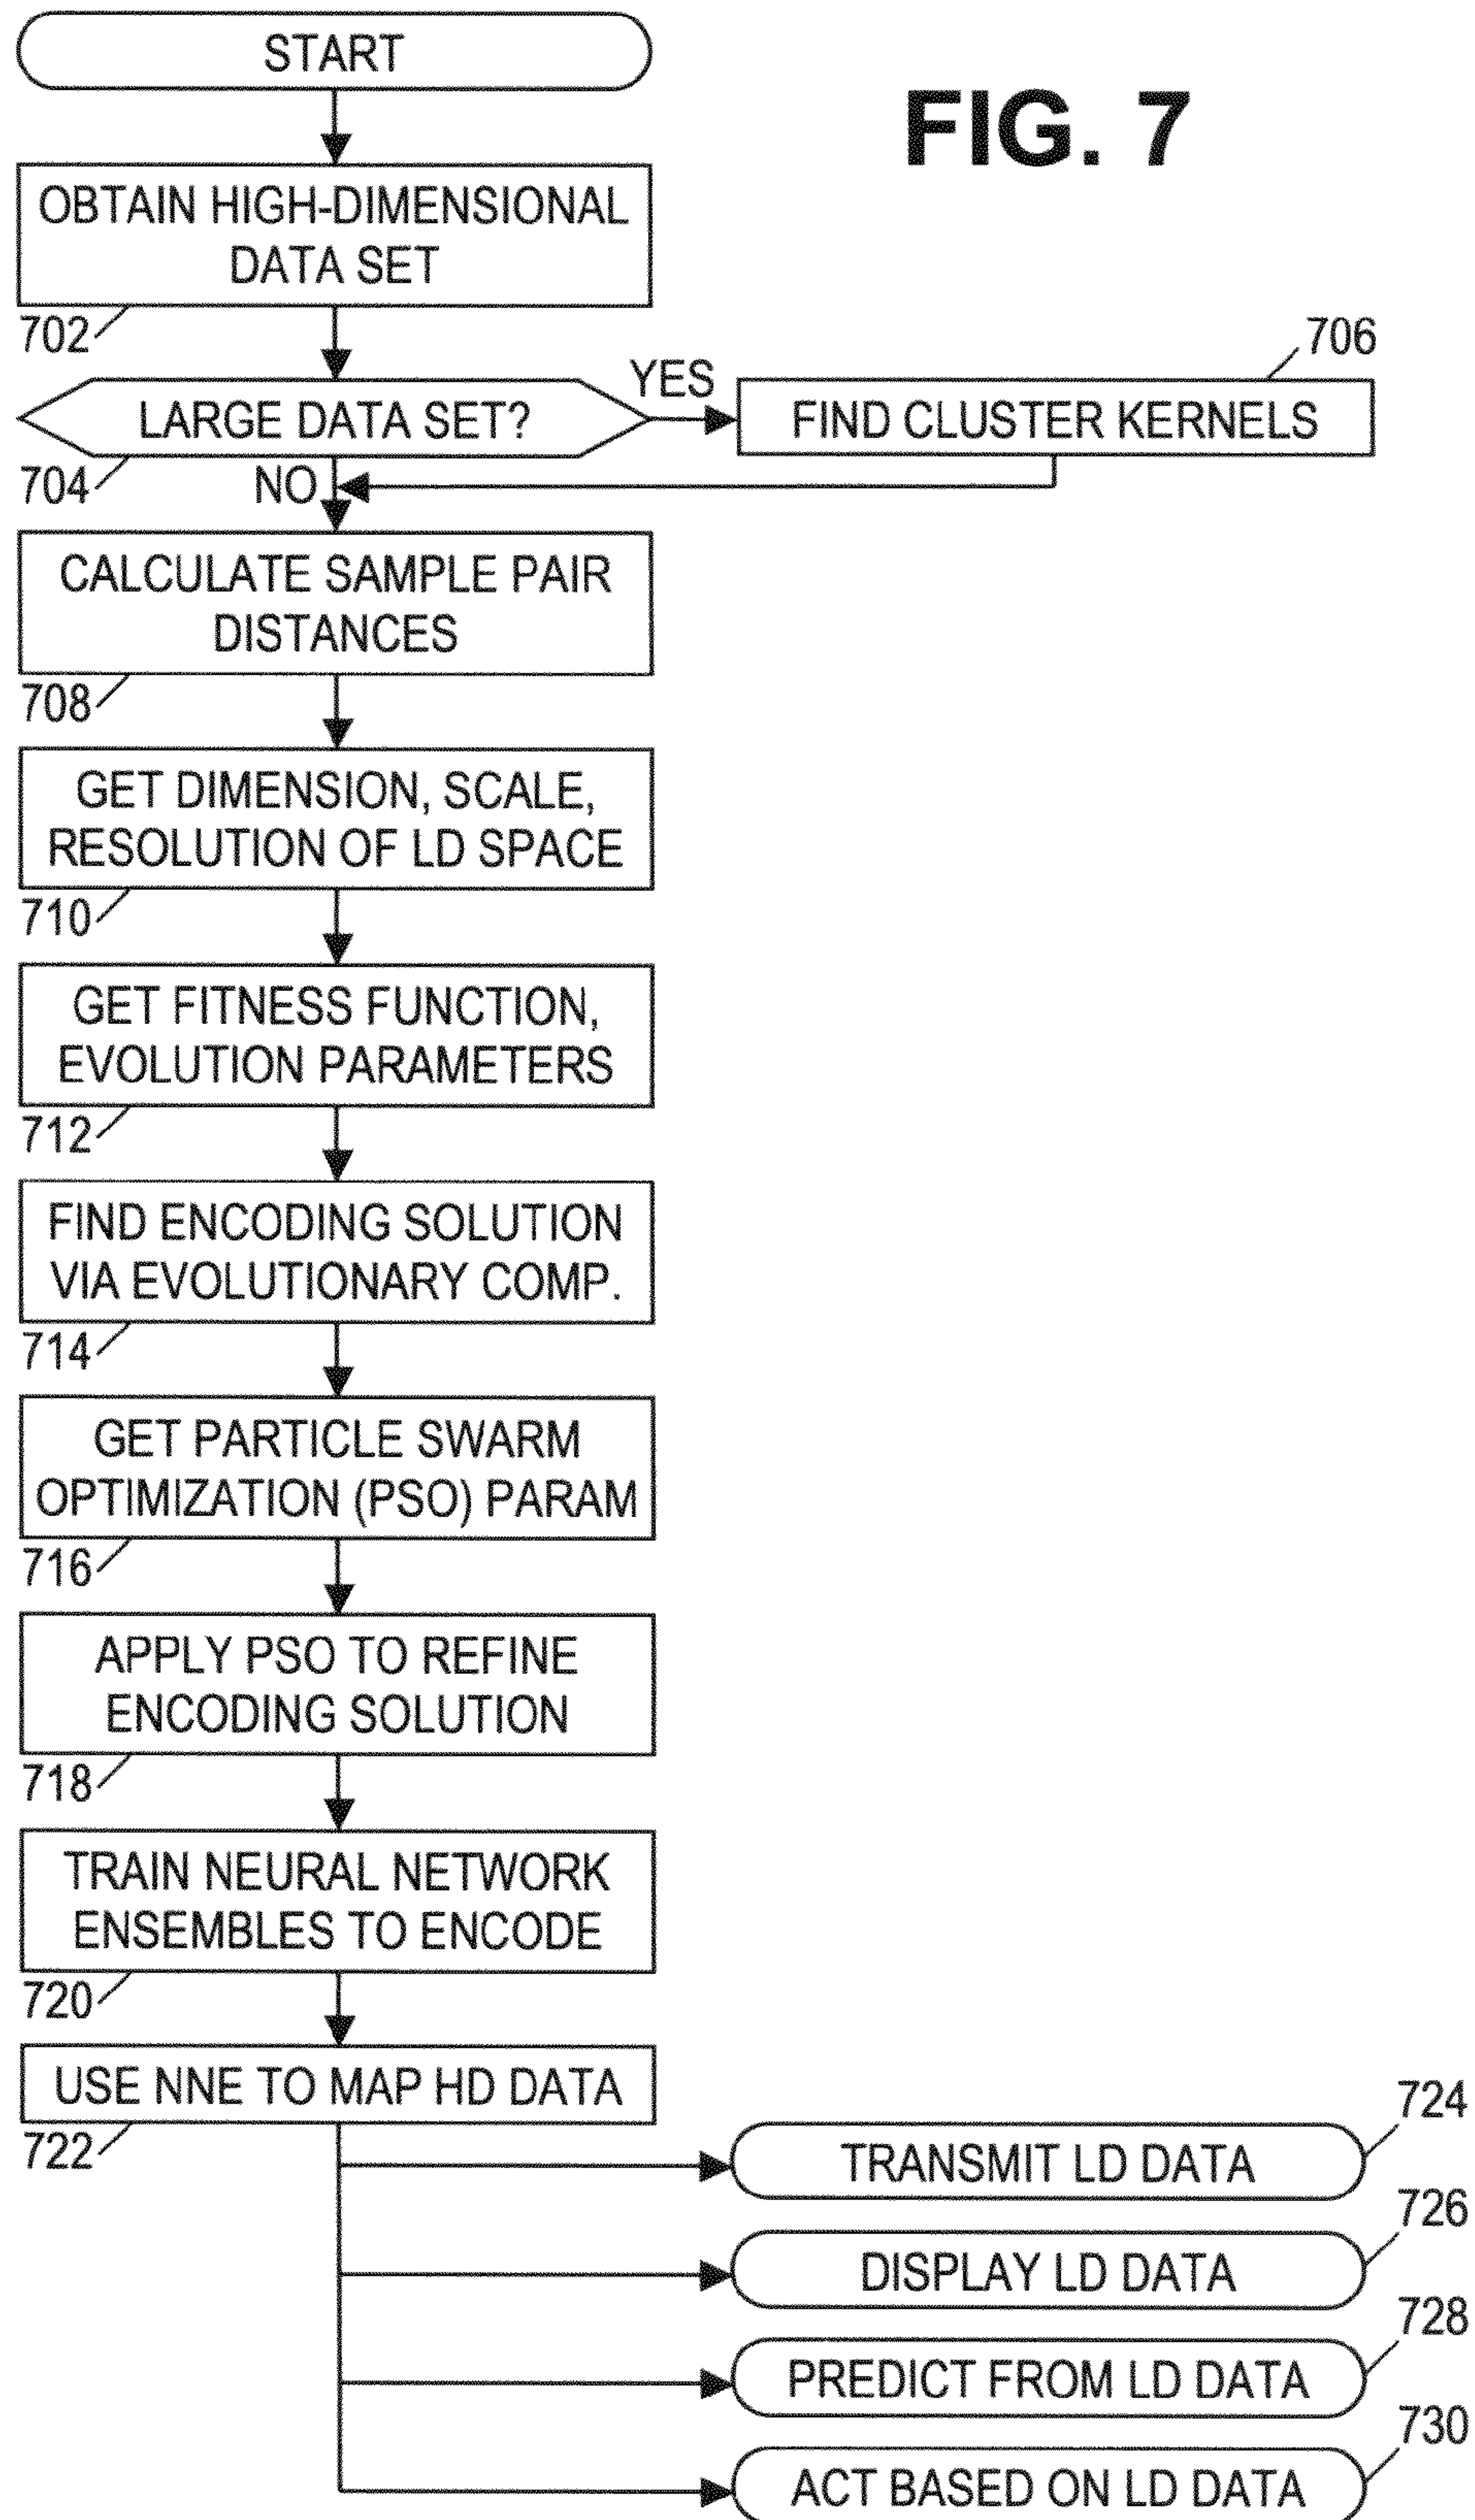 START
FIG. 7
OBTAIN HIGH-DIMENSIONAL
DATA SET
702
LARGE DATA SET?
704
YES
706
FIND CLUSTER KERNELS
NO
CALCULATE SAMPLE PAIR
DISTANCES
708
GET DIMENSION, SCALE,
RESOLUTION OF LD SPACE
710
GET FITNESS FUNCTION,
EVOLUTION PARAMETERS
712
FIND ENCODING SOLUTION
VIA EVOLUTIONARY COMP.
714
GET PARTICLE SWARM
OPTIMIZATION (PSO) PARAM
716
APPLY PSO TO REFINE
ENCODING SOLUTION
718
TRAIN NEURAL NETWORK
ENSEMBLES TO ENCODE
720
USE NNE TO MAP HD DATA
722
724
TRANSMIT LD DATA
726
DISPLAY LD DATA
728
PREDICT FROM LD DATA
730
ACT BASED ON LD DATA